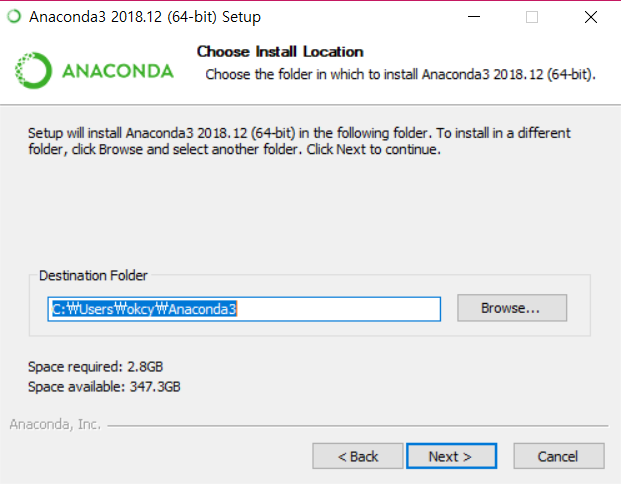 Anaconda3 2018.12 (64-bit) Setup
ANACONDA
Choose Install Location
Choose the folder in which to install Anaconda3 2018.12 (64-bit).
Setup will install Anaconda3 2018.12 (64-bit) in the following folder. To install in a different
folder, click Browse and select another folder. Click Next to continue.
Destination Folder
C:₩Users₩okcy₩Anaconda3
Browse...
Space required: 2.8GB
Space available: 347.3GB
Anaconda, Inc.
< Back
Next >
Cancel